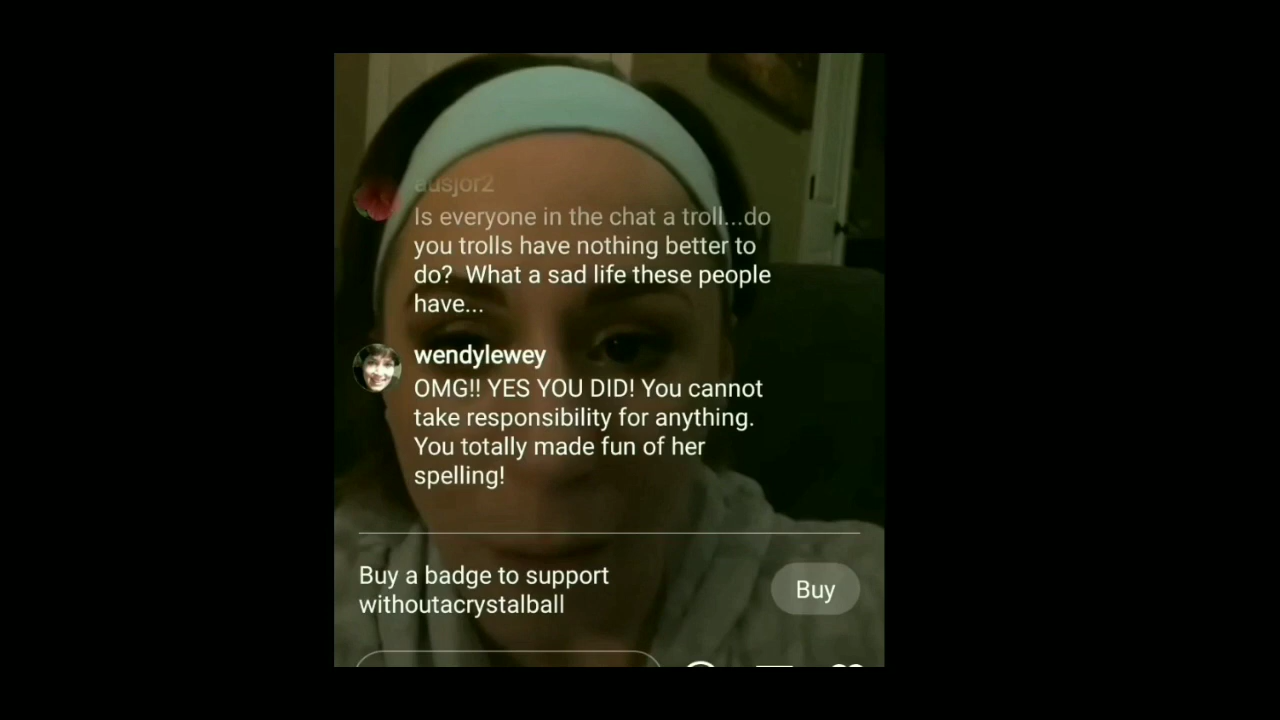 ausjor2
Is everyone in the chat a troll...do
you trolls have nothing better to
do?  What a sad life these people
have...
wendylewey
OMG!! YES YOU DID! You cannot
take responsibility for anything.
You totally made fun of her
spelling!
Buy a badge to support
withoutacrystalball
Buy